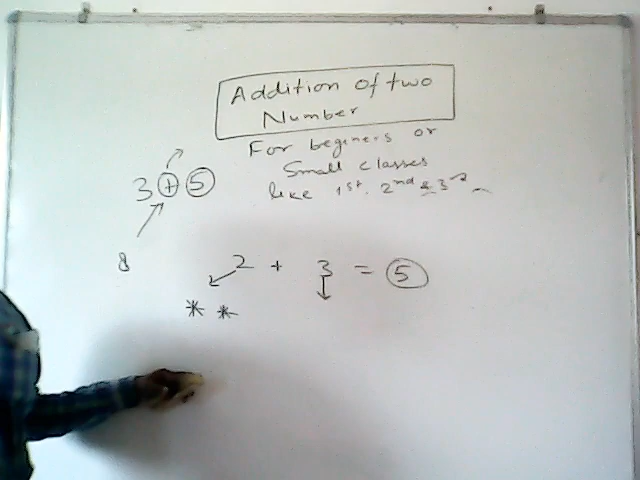 Addition of two
Number
For beginers or
Small classes
like 1st, 2nd & 3rd
3 + 5
8
2 + 3 = 5
* *